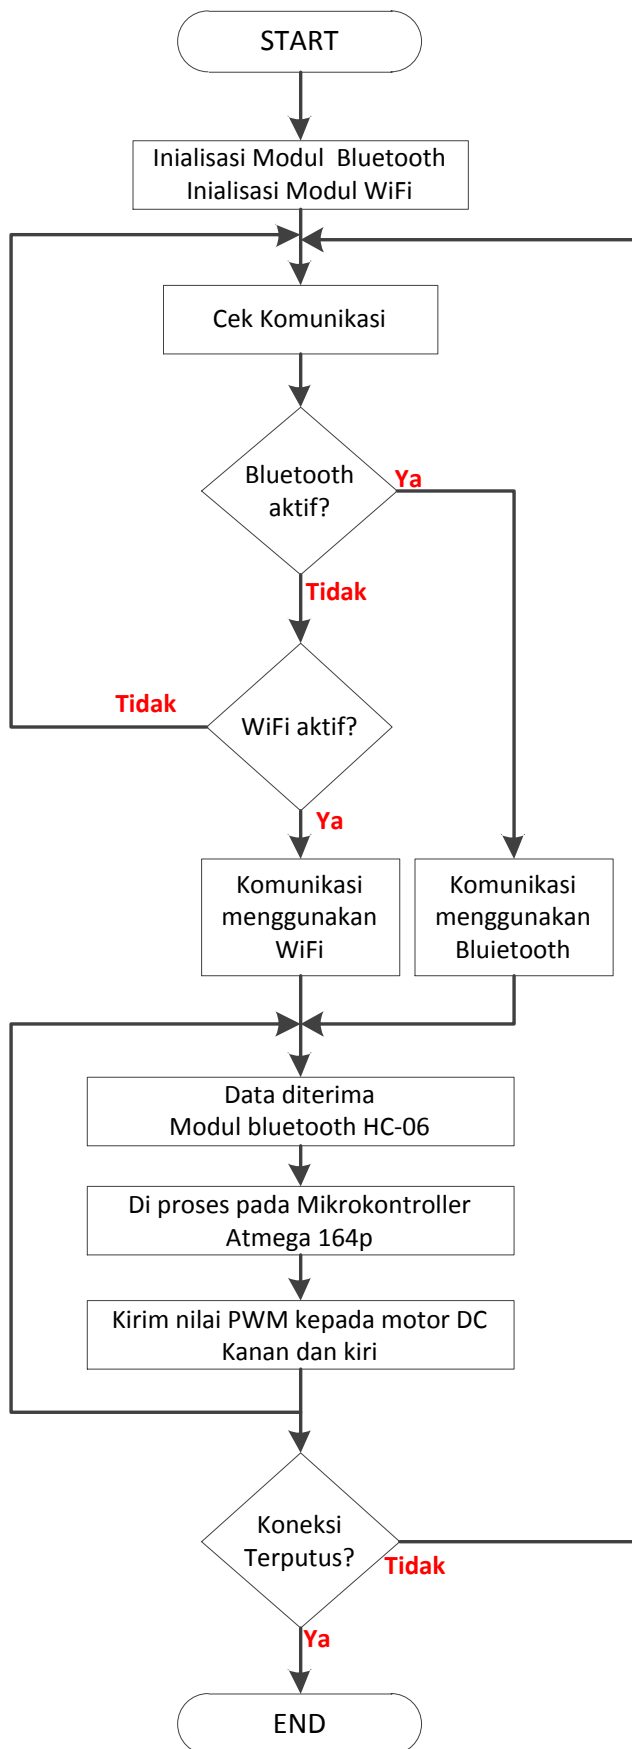 START
Inialisasi Modul  Bluetooth
Inialisasi Modul WiFi
Cek Komunikasi
Bluetooth
aktif?
Ya
Tidak
WiFi aktif?
Tidak
Ya
Komunikasi
menggunakan
WiFi
Komunikasi
menggunakan
Bluietooth
Data diterima
Modul bluetooth HC-06
Di proses pada Mikrokontroller
Atmega 164p
Kirim nilai PWM kepada motor DC
Kanan dan kiri
Koneksi
Terputus?
Tidak
Ya
END